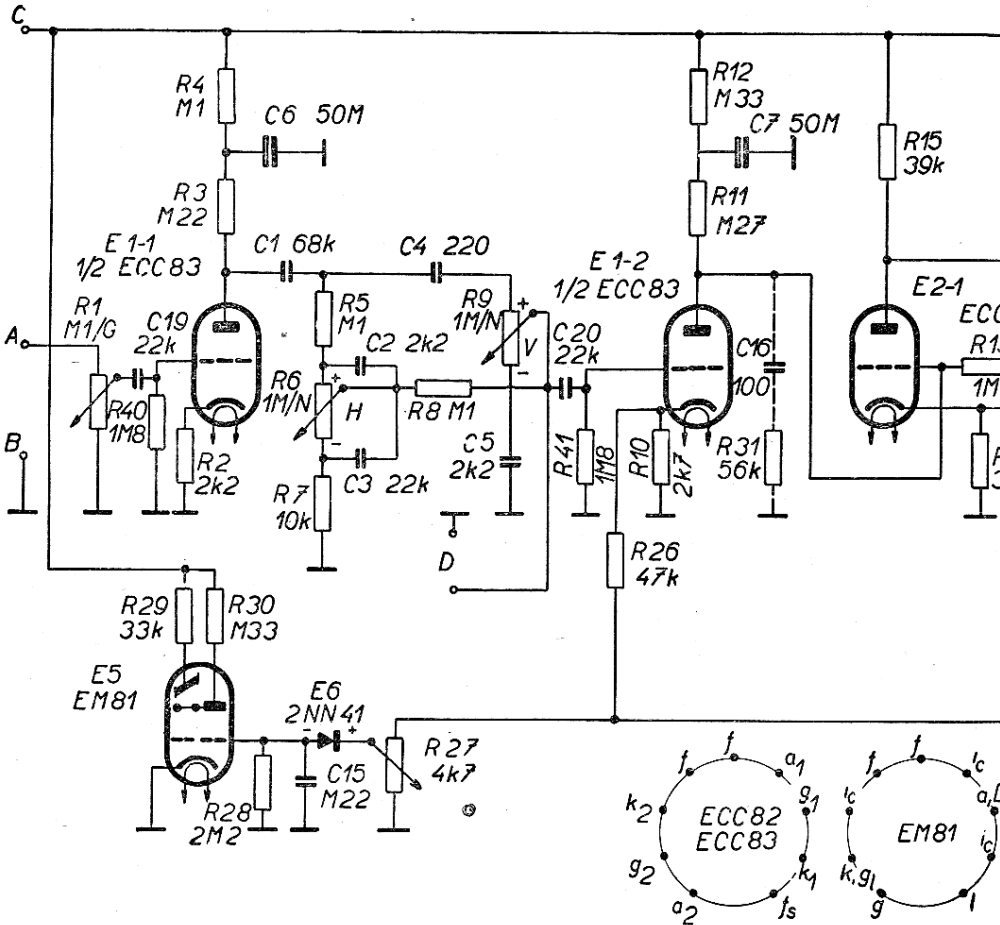 C
R4
M1
C6 50M
R3
M22
E1-1
1/2 ECC83
C1 68k
C4 220
R1
M1/G
C19
22k
A
R40
1M8
B
R2
2k2
R5
M1
C2 2k2
R6
1M/N
+
H
-
R8 M1
C3 22k
R7
10k
R9
1M/N
+
V
-
C5
2k2
C20
22k
E1-2
1/2 ECC83
R12
M33
C7 50M
R11
M27
R41
1M8
R10
2k7
C16
100
R31
56k
R15
39k
E2-1
ECC
1M
R
D
R26
47k
R29
33k
R30
M33
E5
EM81
E6
2NN41
- +
C15
M22
R28
2M2
R27
4k7
f
f
a1
g1
k1
fs
a2
g2
k2
ECC82
ECC83
f
f
ic
ic
ic
l
g
k, g1
EM81